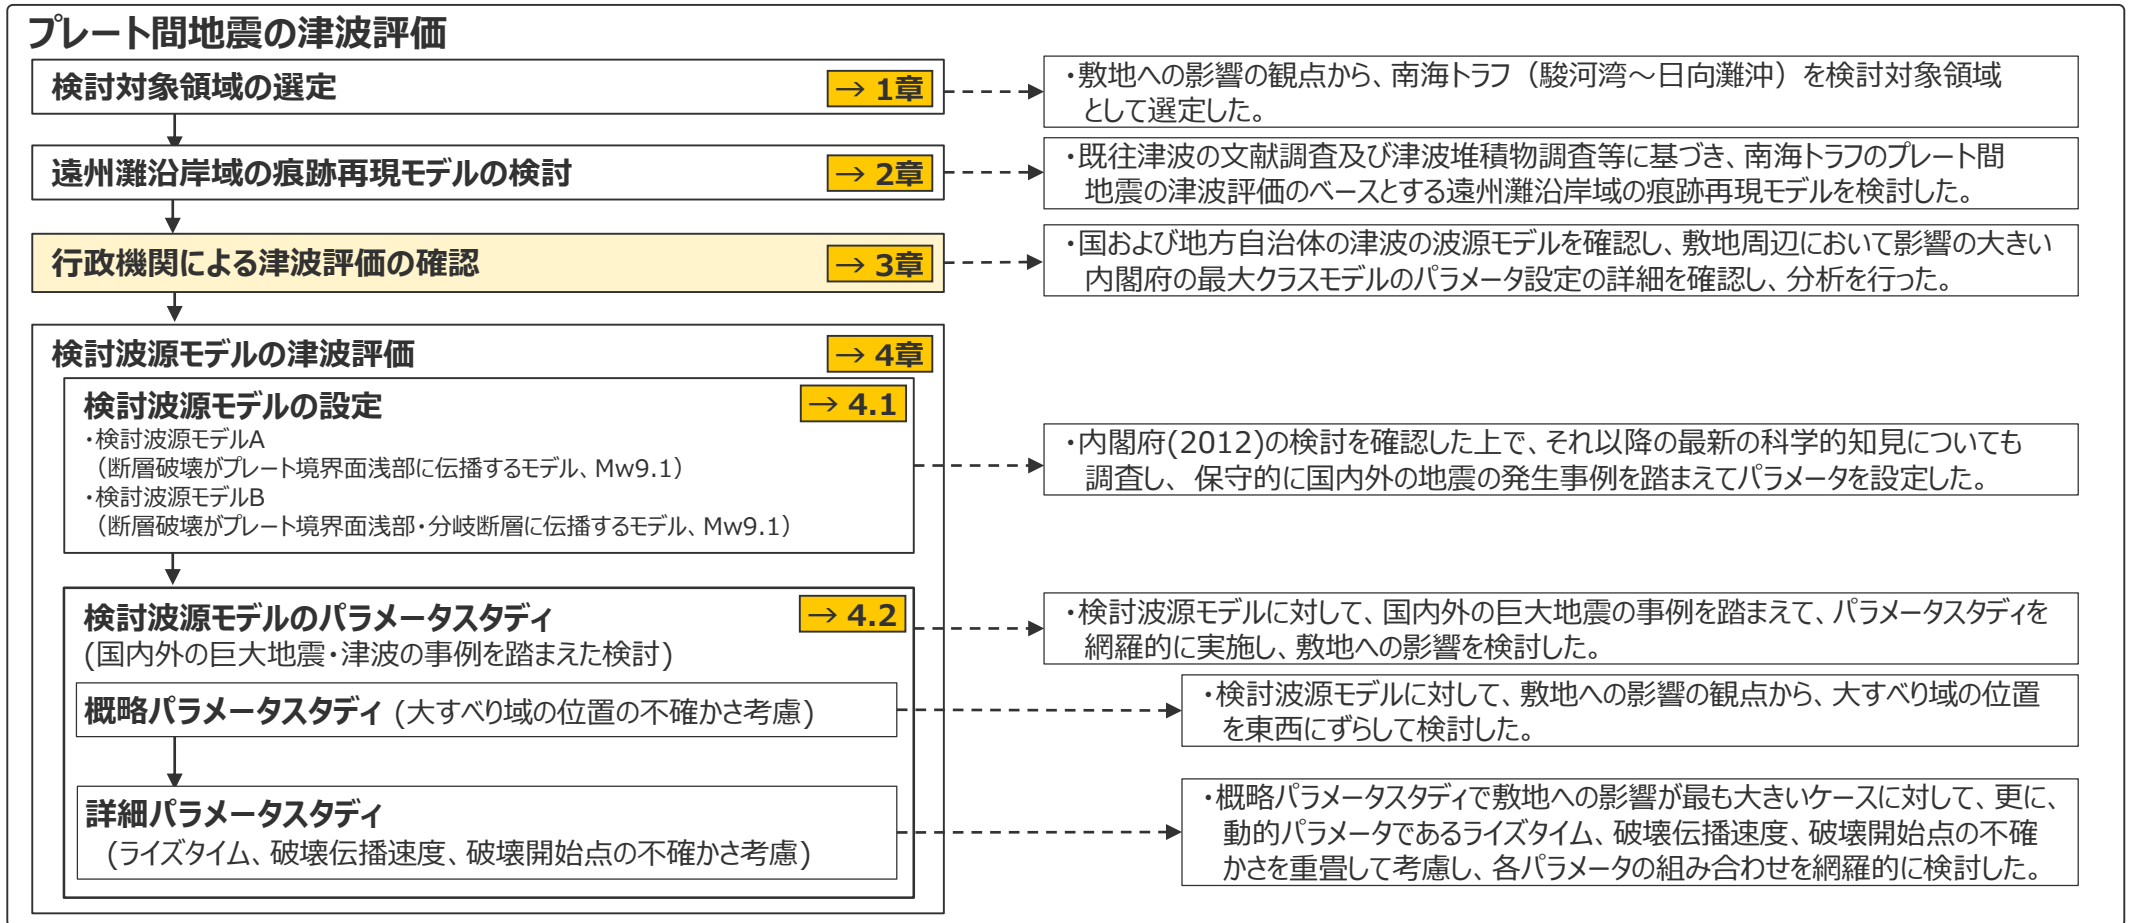 プレート間地震の津波評価
検討対象領域の選定
→ 1章
・敷地への影響の観点から、南海トラフ（駿河湾～日向灘沖）を検討対象領域
として選定した。
遠州灘沿岸域の痕跡再現モデルの検討
→ 2章
・既往津波の文献調査及び津波堆積物調査等に基づき、南海トラフのプレート間
地震の津波評価のベースとする遠州灘沿岸域の痕跡再現モデルを検討した。
行政機関による津波評価の確認
→ 3章
・国および地方自治体の津波の波源モデルを確認し、敷地周辺において影響の大きい
内閣府の最大クラスモデルのパラメータ設定の詳細を確認し、分析を行った。
検討波源モデルの津波評価
→ 4章
検討波源モデルの設定
→ 4.1
・検討波源モデルA
（断層破壊がプレート境界面浅部に伝播するモデル、Mw9.1）
・検討波源モデルB
（断層破壊がプレート境界面浅部・分岐断層に伝播するモデル、Mw9.1）
・内閣府(2012)の検討を確認した上で、それ以降の最新の科学的知見についても
調査し、保守的に国内外の地震の発生事例を踏まえてパラメータを設定した。
検討波源モデルのパラメータスタディ
→ 4.2
(国内外の巨大地震・津波の事例を踏まえた検討)
・検討波源モデルに対して、国内外の巨大地震の事例を踏まえて、パラメータスタディを
網羅的に実施し、敷地への影響を検討した。
概略パラメータスタディ (大すべり域の位置の不確かさ考慮)
・検討波源モデルに対して、敷地への影響の観点から、大すべり域の位置
を東西にずらして検討した。
詳細パラメータスタディ
(ライズタイム、破壊伝播速度、破壊開始点の不確かさ考慮)
・概略パラメータスタディで敷地への影響が最も大きいケースに対して、更に、
動的パラメータであるライズタイム、破壊伝播速度、破壊開始点の不確
かさを重畳して考慮し、各パラメータの組み合わせを網羅的に検討した。